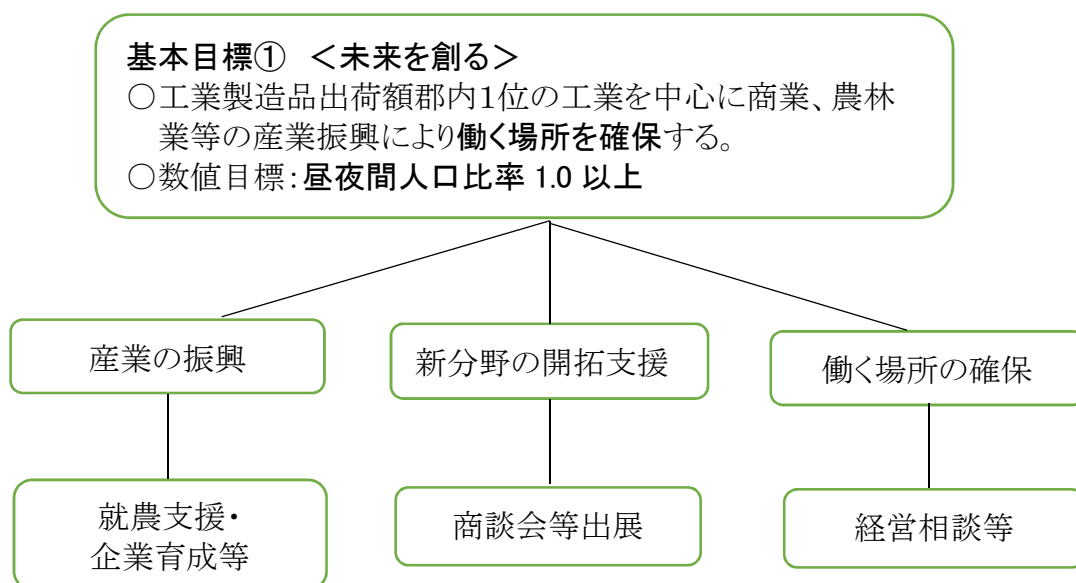 基本目標① ＜未来を創る＞
○工業製造品出荷額郡内1位の工業を中心に商業、農林
業等の産業振興により働く場所を確保する。
○数値目標：昼夜間人口比率 1.0 以上
産業の振興
新分野の開拓支援
働く場所の確保
就農支援・
企業育成等
商談会等出展
経営相談等